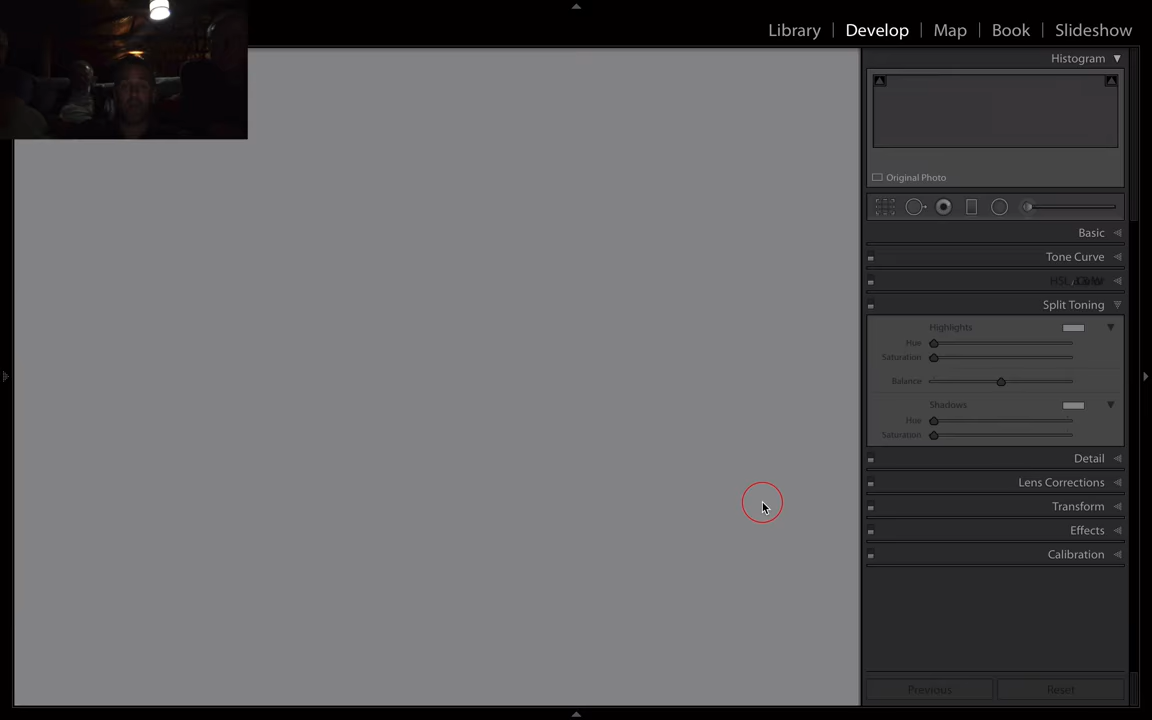 Library | Develop | Map | Book | Slideshow
Histogram
Original Photo
Basic
Tone Curve
Split Toning
Highlights
Hue
Saturation
Balance
Shadows
Hue
Saturation
Detail
Lens Corrections
Transform
Effects
Calibration
Previous
Reset